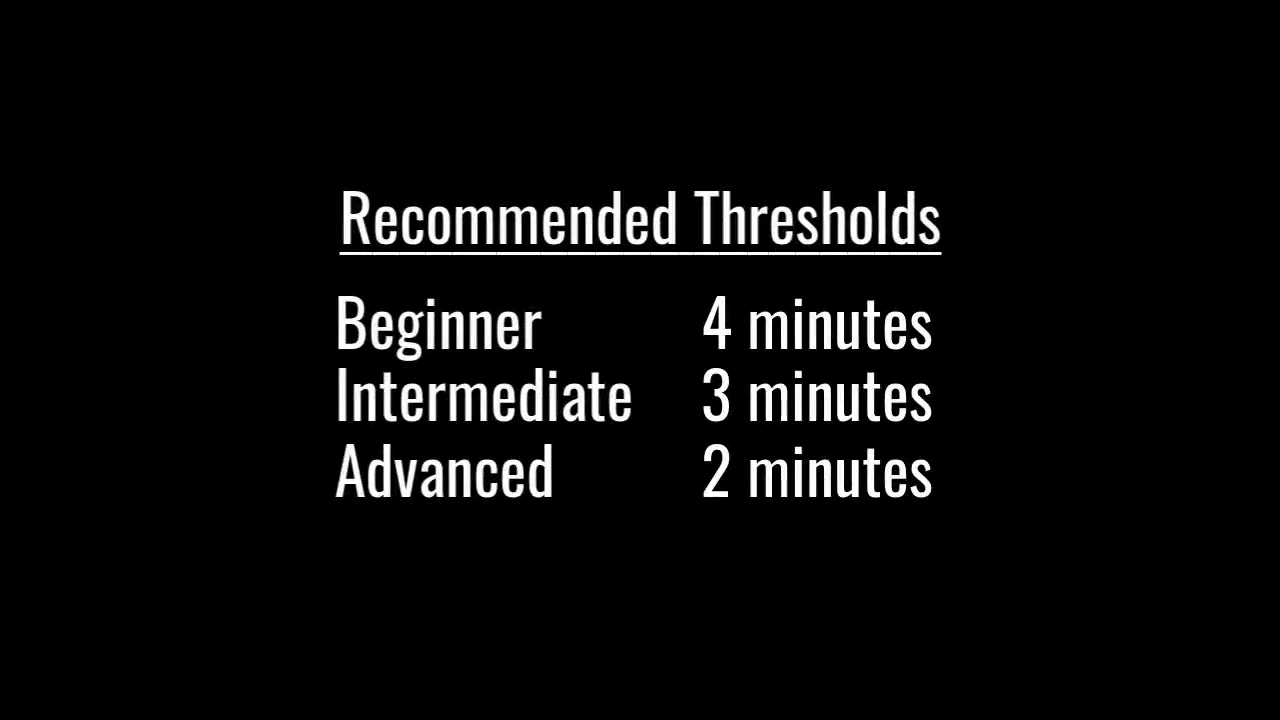 Recommended Thresholds
Beginner 4 minutes
Intermediate 3 minutes
Advanced 2 minutes